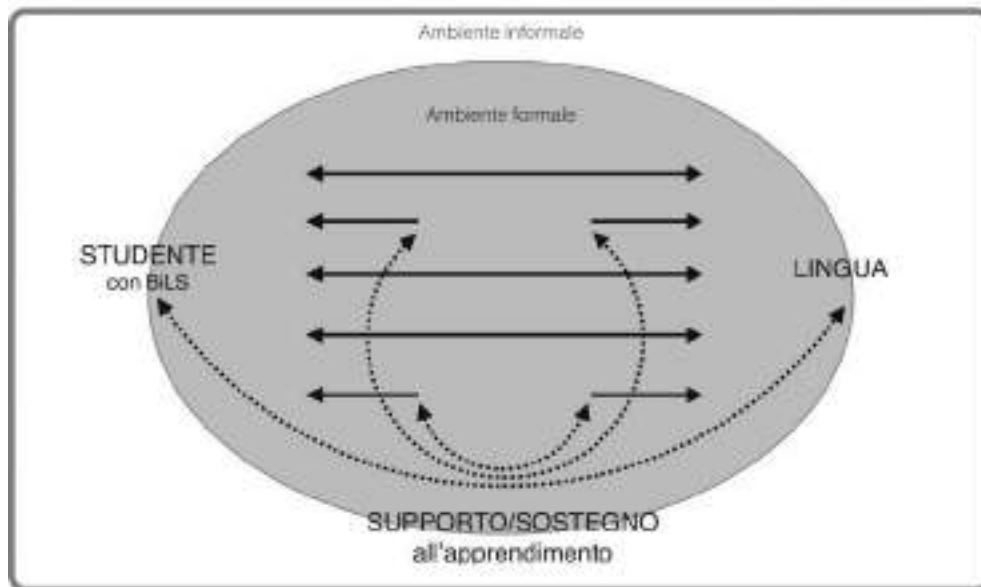 Ambiente informale
Ambiente formale
STUDENTE
con BiLS
LINGUA
SUPPORTO/SOSTEGNO
all'apprendimento